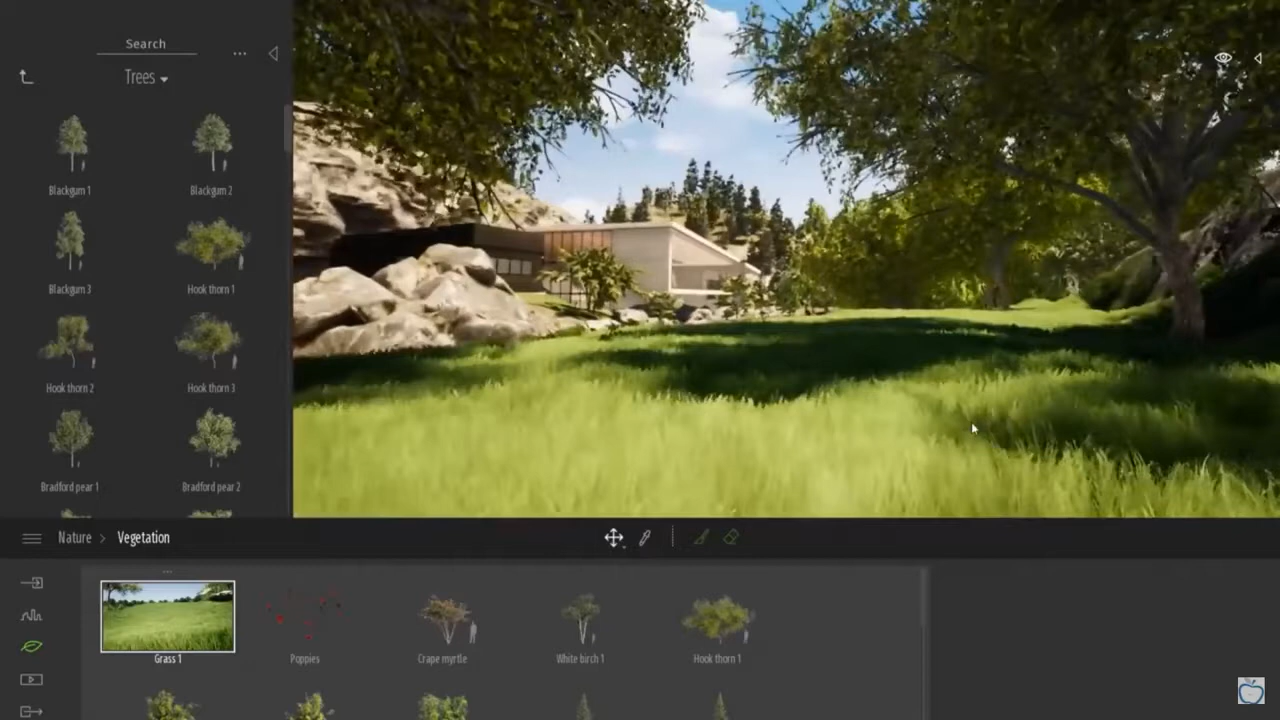 Search
...
Trees
Blackgum 1
Blackgum 2
Blackgum 3
Hook thorn 1
Hook thorn 2
Hook thorn 3
Bradford pear 1
Bradford pear 2
Nature > Vegetation
Grass 1
Poppies
Crape myrtle
White birch 1
Hook thorn 1